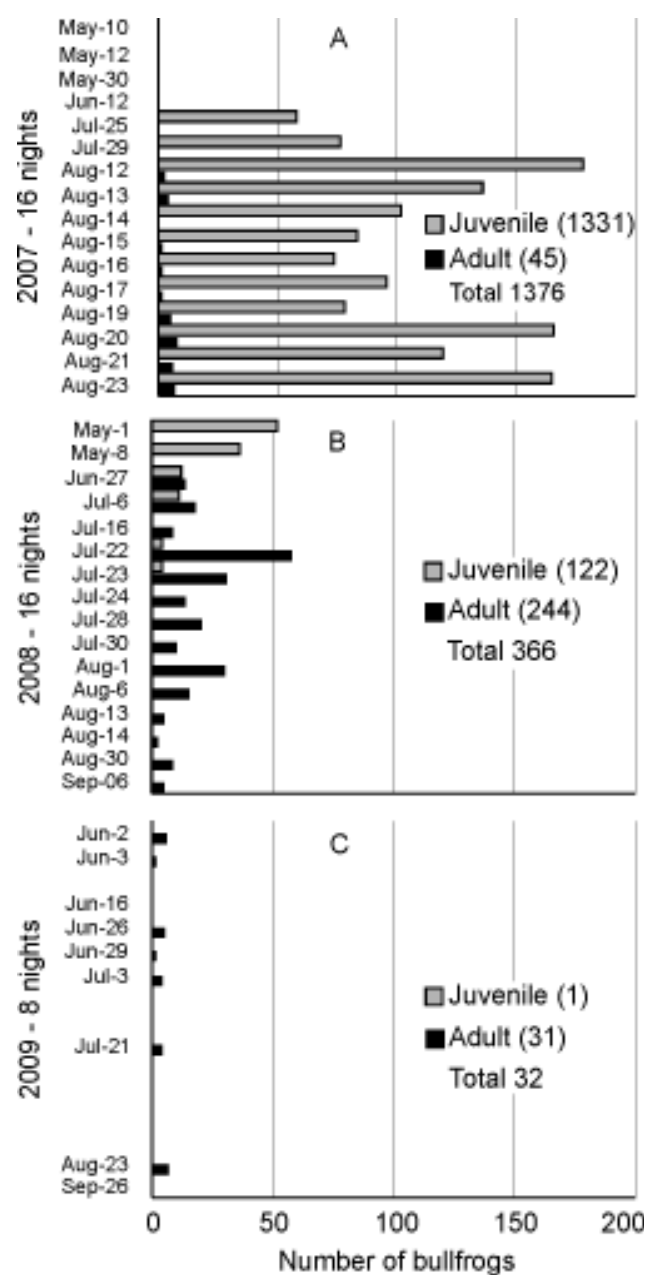 A
2007 - 16 nights
May-10
May-12
May-30
Jun-12
Jul-25
Jul-29
Aug-12
Aug-13
Aug-14
Aug-15
Aug-16
Aug-17
Aug-19
Aug-20
Aug-21
Aug-23
Juvenile (1331)
Adult (45)
Total 1376
B
2008 - 16 nights
May-1
May-8
Jun-27
Jul-6
Jul-16
Jul-22
Jul-23
Jul-24
Jul-28
Jul-30
Aug-1
Aug-6
Aug-13
Aug-14
Aug-30
Sep-06
Juvenile (122)
Adult (244)
Total 366
C
2009 - 8 nights
Jun-2
Jun-3
Jun-16
Jun-26
Jun-29
Jul-3
Jul-21
Aug-23
Sep-26
Juvenile (1)
Adult (31)
Total 32
0 50 100 150 200
Number of bullfrogs